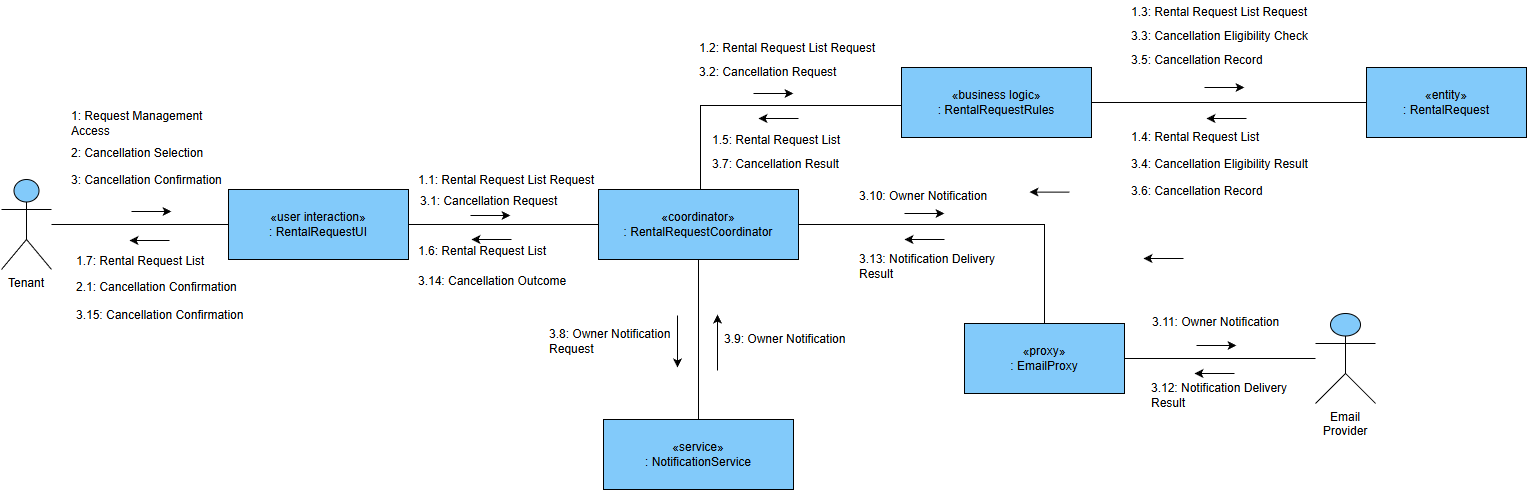 1.3: Rental Request List Request
3.3: Cancellation Eligibility Check
3.5: Cancellation Record
1.2: Rental Request List Request
3.2: Cancellation Request
«business logic»
: RentalRequestRules
«entity»
: RentalRequest
1: Request Management
Access
2: Cancellation Selection
3: Cancellation Confirmation
1.5: Rental Request List
3.7: Cancellation Result
1.4: Rental Request List
3.4: Cancellation Eligibility Result
3.6: Cancellation Record
1.1: Rental Request List Request
3.1: Cancellation Request
3.10: Owner Notification
«user interaction»
: RentalRequestUI
«coordinator»
: RentalRequestCoordinator
Tenant
1.7: Rental Request List
2.1: Cancellation Confirmation
3.15: Cancellation Confirmation
1.6: Rental Request List
3.14: Cancellation Outcome
3.13: Notification Delivery
Result
3.8: Owner Notification
Request
3.9: Owner Notification
3.11: Owner Notification
«proxy»
: EmailProxy
3.12: Notification Delivery
Result
Email
Provider
«service»
: NotificationService